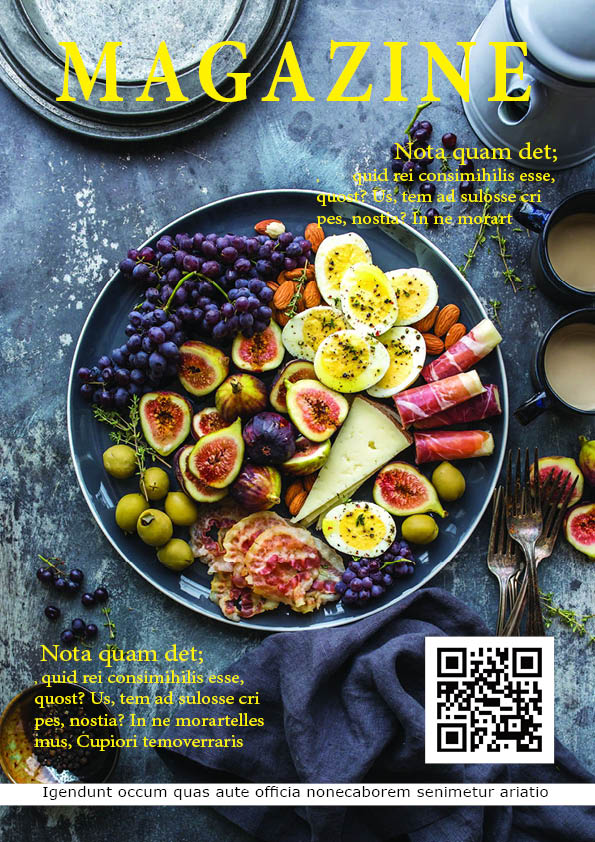 MAGAZINE
Nota quam det;
, quid rei consimihilis esse,
quost? Us, tem ad sulosse cri
pes, nostia? In ne morart
Nota quam det;
, quid rei consimihilis esse,
quost? Us, tem ad sulosse cri
pes, nostia? In ne morartelles
imus, Cupiori temoverraris
Igendunt occum quas aute officia nonecaborem senimetur ariatio